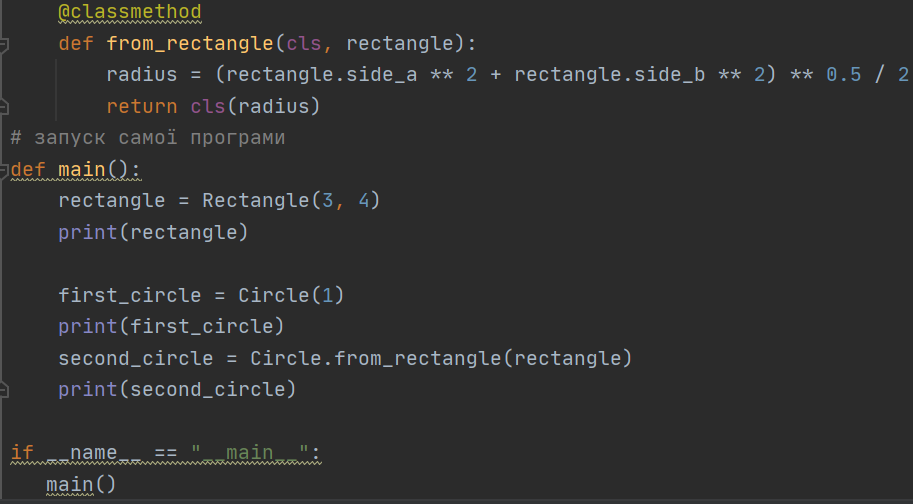 @classmethod
def from_rectangle(cls, rectangle):
radius = (rectangle.side_a ** 2 + rectangle.side_b ** 2) ** 0.5 / 2
return cls(radius)
# запуск самої програми
def main():
rectangle = Rectangle(3, 4)
print(rectangle)
first_circle = Circle(1)
print(first_circle)
second_circle = Circle.from_rectangle(rectangle)
print(second_circle)
if __name__ == "__main__":
main()